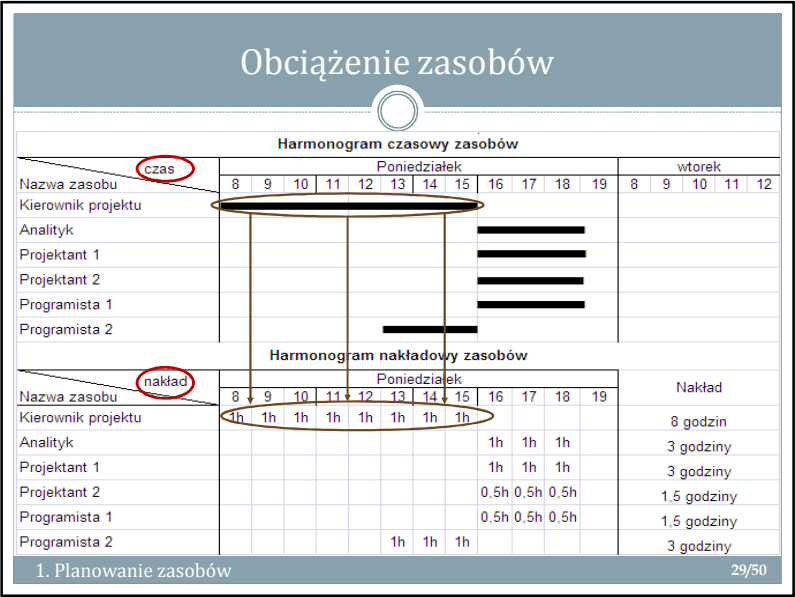 Obciążenie zasobów
Harmonogram czasowy zasobów
czas Poniedziałek wtorek
Nazwa zasobu 8 9 10 11 12 13 14 15 16 17 18 19 8 9 10 11 12
Kierownik projektu
Analityk
Projektant 1
Projektant 2
Programista 1
Programista 2
Harmonogram nakładowy zasobów
nakład Poniedziałek Nakład
Nazwa zasobu 8 9 10 11 12 13 14 15 16 17 18 19
Kierownik projektu 1h 1h 1h 1h 1h 1h 1h 1h 8 godzin
Analityk 1h 1h 1h 3 godziny
Projektant 1 1h 1h 1h 3 godziny
Projektant 2 0,5h 0,5h 0,5h 1,5 godziny
Programista 1 0,5h 0,5h 0,5h 1,5 godziny
Programista 2 1h 1h 1h 3 godziny
1. Planowanie zasobów 29/50